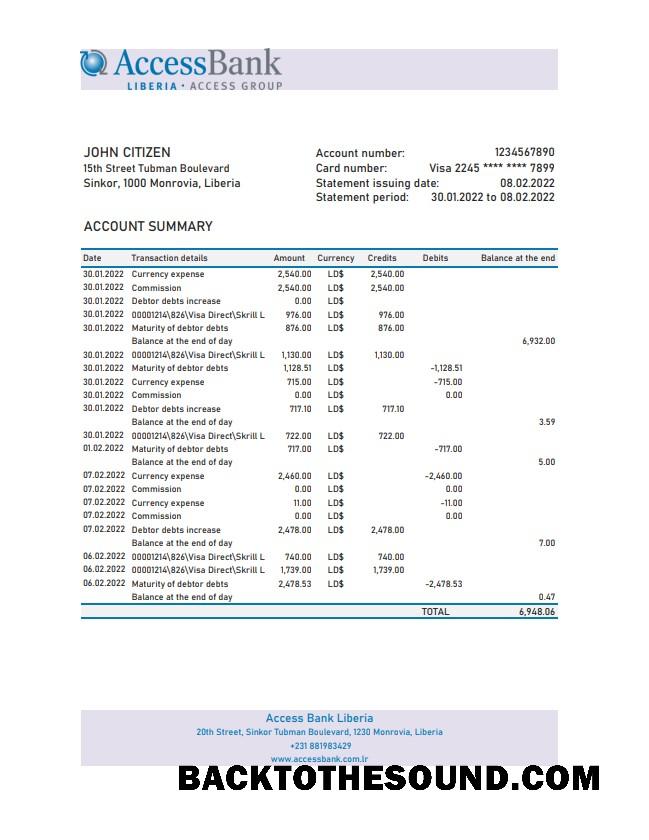 AccessBank
LIBERIA • ACCESS GROUP
JOHN CITIZEN
15th Street Tubman Boulevard
Sinkor, 1000 Monrovia, Liberia
Account number: 1234567890
Card number: Visa 2245 **** **** 7899
Statement issuing date: 08.02.2022
Statement period: 30.01.2022 to 08.02.2022
ACCOUNT SUMMARY
Date Transaction details Amount Currency Credits Debits Balance at the end
30.01.2022 Currency expense 2,540.00 LD$ 2,540.00
30.01.2022 Commission 2,540.00 LD$ 2,540.00
30.01.2022 Debtor debts increase 0.00 LD$
30.01.2022 00001214\826\Visa Direct\Skrill L 976.00 LD$ 976.00
30.01.2022 Maturity of debtor debts 876.00 LD$ 876.00
Balance at the end of day 6,932.00
30.01.2022 00001214\826\Visa Direct\Skrill L 1,130.00 LD$ 1,130.00
30.01.2022 Maturity of debtor debts 1,128.51 LD$ -1,128.51
30.01.2022 Currency expense 715.00 LD$ -715.00
30.01.2022 Commission 0.00 LD$ 0.00
30.01.2022 Debtor debts increase 717.10 LD$ 717.10
Balance at the end of day 3.59
30.01.2022 00001214\826\Visa Direct\Skrill L 722.00 LD$ 722.00
01.02.2022 Maturity of debtor debts 717.00 LD$ -717.00
Balance at the end of day 5.00
07.02.2022 Currency expense 2,460.00 LD$ -2,460.00
07.02.2022 Commission 0.00 LD$ 0.00
07.02.2022 Currency expense 11.00 LD$ -11.00
07.02.2022 Commission 0.00 LD$ 0.00
07.02.2022 Debtor debts increase 2,478.00 LD$ 2,478.00
Balance at the end of day 7.00
06.02.2022 00001214\826\Visa Direct\Skrill L 740.00 LD$ 740.00
06.02.2022 00001214\826\Visa Direct\Skrill L 1,739.00 LD$ 1,739.00
06.02.2022 Maturity of debtor debts 2,478.53 LD$ -2,478.53
Balance at the end of day 0.47
TOTAL 6,948.06
Access Bank Liberia
20th Street, Sinkor Tubman Boulevard, 1230 Monrovia, Liberia
+231 881983429
www.accessbank.com.lr
BACKTOTHESOUND.COM